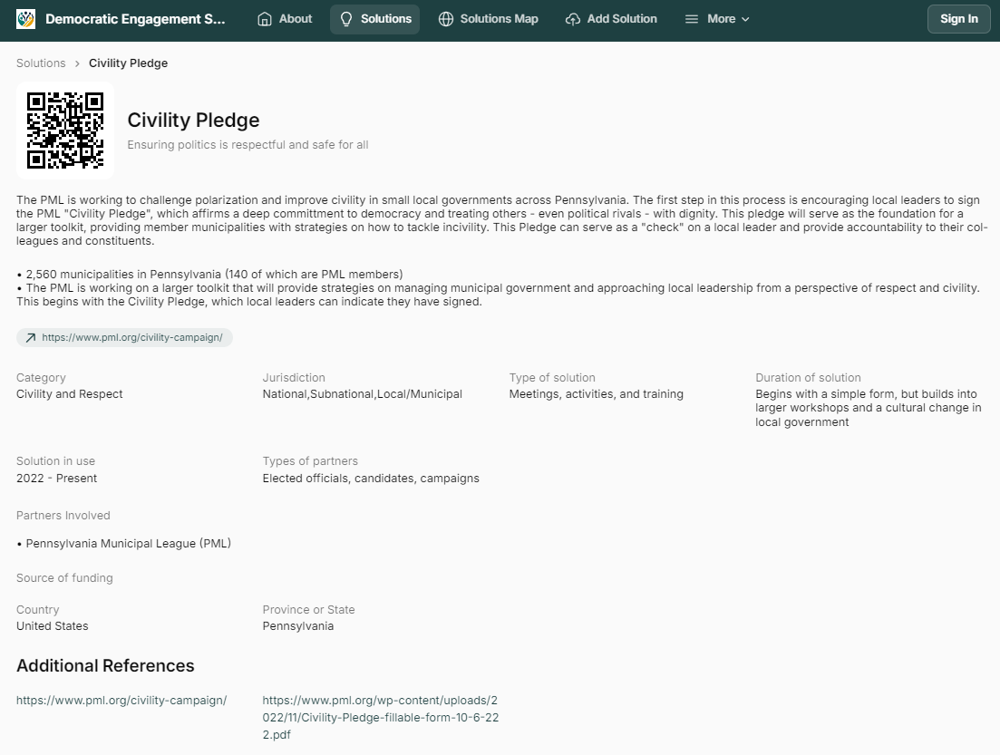 Democratic Engagement S...
About
Solutions
Solutions Map
Add Solution
More
Sign In
Solutions > Civility Pledge
Civility Pledge
Ensuring politics is respectful and safe for all
The PML is working to challenge polarization and improve civility in small local governments across Pennsylvania. The first step in this process is encouraging local leaders to sign
the PML "Civility Pledge", which affirms a deep committment to democracy and treating others - even political rivals - with dignity. This pledge will serve as the foundation for a
larger toolkit, providing member municipalities with strategies on how to tackle incivility. This Pledge can serve as a "check" on a local leader and provide accountability to their col-
leagues and constituents.
• 2,560 municipalities in Pennsylvania (140 of which are PML members)
• The PML is working on a larger toolkit that will provide strategies on managing municipal government and approaching local leadership from a perspective of respect and civility.
This begins with the Civility Pledge, which local leaders can indicate they have signed.
https://www.pml.org/civility-campaign/
Category
Civility and Respect
Jurisdiction
National,Subnational,Local/Municipal
Type of solution
Meetings, activities, and training
Duration of solution
Begins with a simple form, but builds into
larger workshops and a cultural change in
local government
Solution in use
2022 - Present
Types of partners
Elected officials, candidates, campaigns
Partners Involved
• Pennsylvania Municipal League (PML)
Source of funding
Country
United States
Province or State
Pennsylvania
Additional References
https://www.pml.org/civility-campaign/
https://www.pml.org/wp-content/uploads/2
022/11/Civility-Pledge-fillable-form-10-6-22
2.pdf